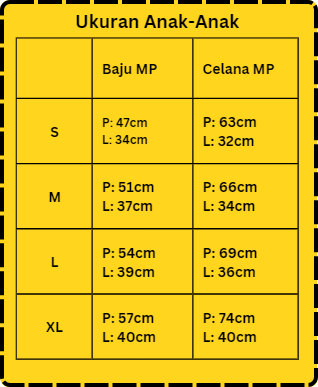 Ukuran Anak-Anak
Baju MP
Celana MP
S
P: 47cm
L: 34cm
P: 63cm
L: 32cm
M
P: 51cm
L: 37cm
P: 66cm
L: 34cm
L
P: 54cm
L: 39cm
P: 69cm
L: 36cm
XL
P: 57cm
L: 40cm
P: 74cm
L: 40cm